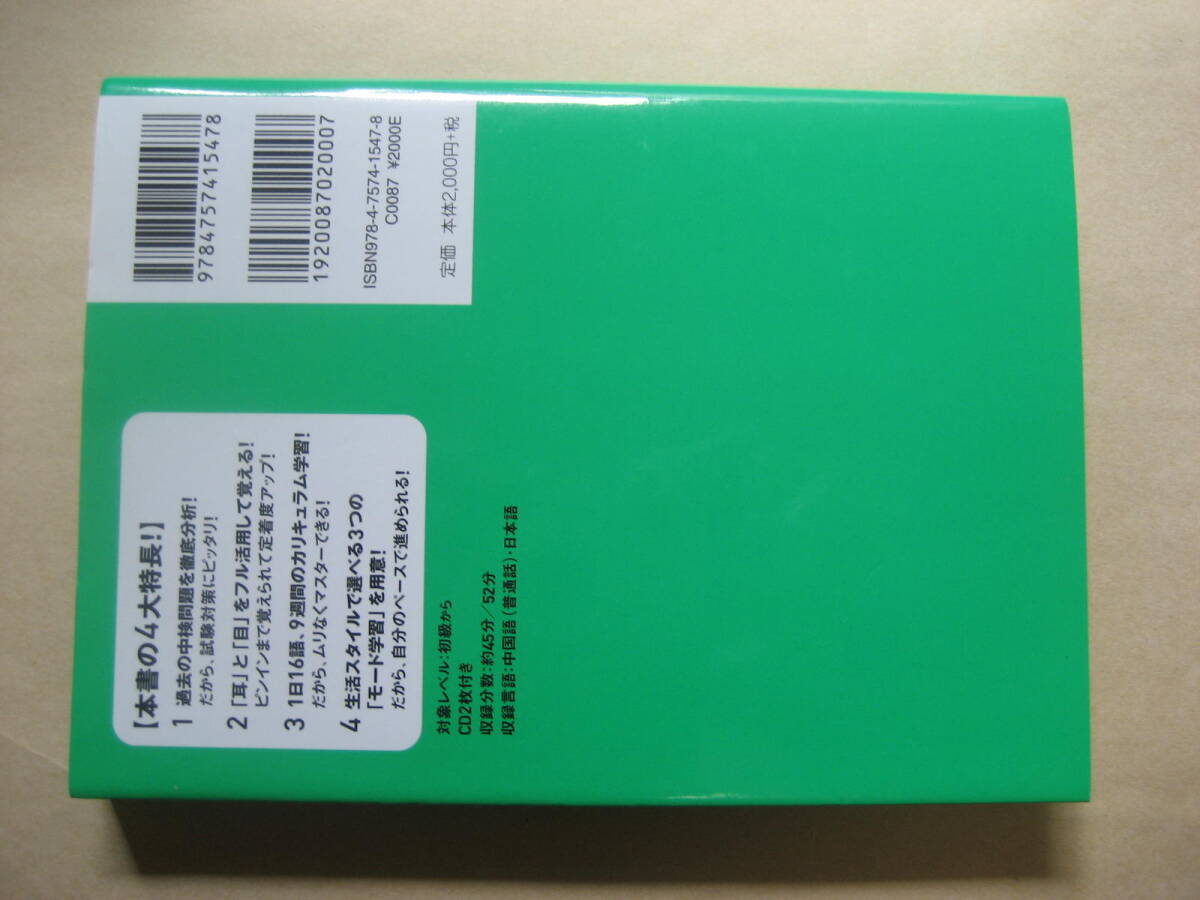 9784757415478
1920087020007
ISBN978-4-7574-1547-8
C0087 ¥2000E
定価 本体2,000円+税
【本書の4大特長!】
1 過去の中検問題を徹底分析!
だから、試験対策にピッタリ!
2 「耳」と「目」をフル活用して覚える!
ピンインまで覚えられて定着度アップ!
3 1日16語、9週間のカリキュラム学習!
だから、ムリなくマスターできる!
4 生活スタイルで選べる3つの
「モード学習」を用意!
だから、自分のペースで進められる!
対象レベル:初級から
CD2枚付き
収録分数:約45分/52分
収録言語:中国語(普通話)・日本語